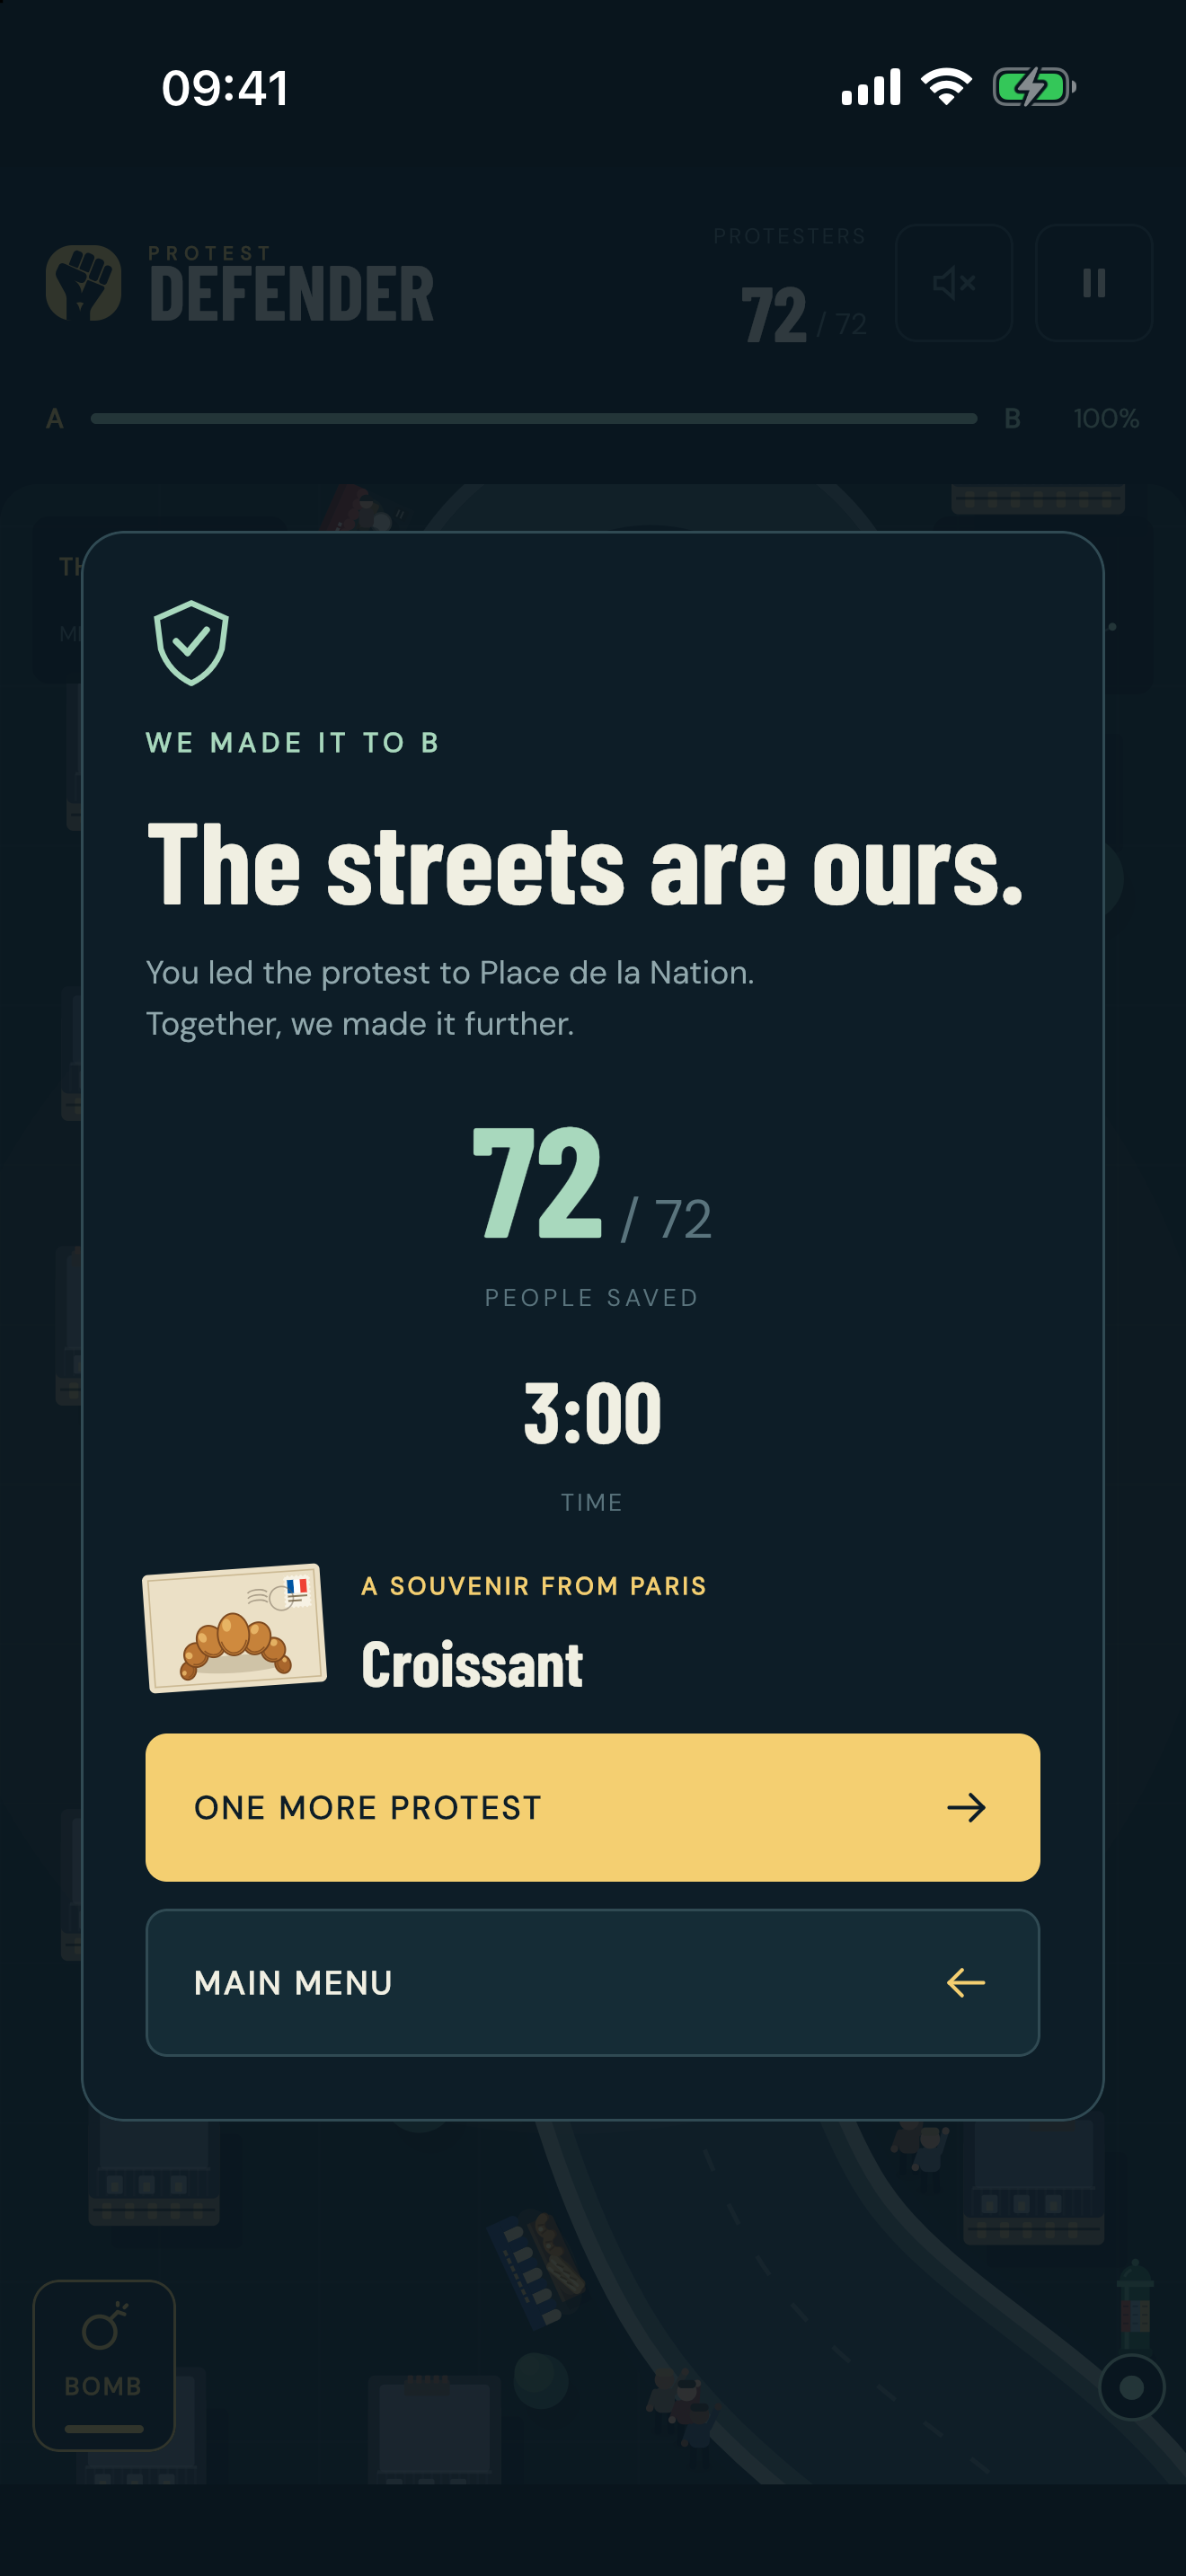 09:41
PROTEST
DEFENDER
PROTESTERS
72 / 72
A
B
100%
WE MADE IT TO B
The streets are ours.
You led the protest to Place de la Nation.
Together, we made it further.
72 / 72
PEOPLE SAVED
3:00
TIME
A SOUVENIR FROM PARIS
Croissant
ONE MORE PROTEST
MAIN MENU
BOMB